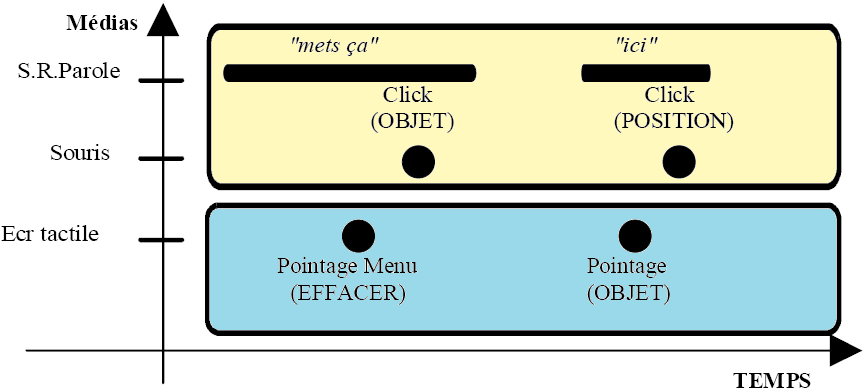 Médias
"mets ça"
"ici"
S.R.Parole
Click
(OBJET)
Click
(POSITION)
Souris
Ecr tactile
Pointage Menu
(EFFACER)
Pointage
(OBJET)
TEMPS